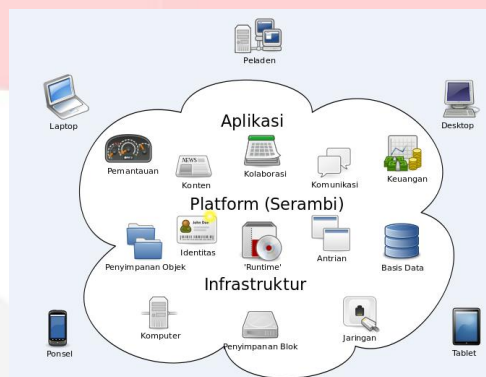 Peladen
Laptop
Desktop
Aplikasi
Pemantauan
NEWS
Konten
Kolaborasi
Komunikasi
Keuangan
Platform (Serambi)
Penyimpanan Objek
Identitas
'Runtime'
Antrian
Basis Data
Infrastruktur
Ponsel
Komputer
Penyimpanan Blok
Jaringan
Tablet